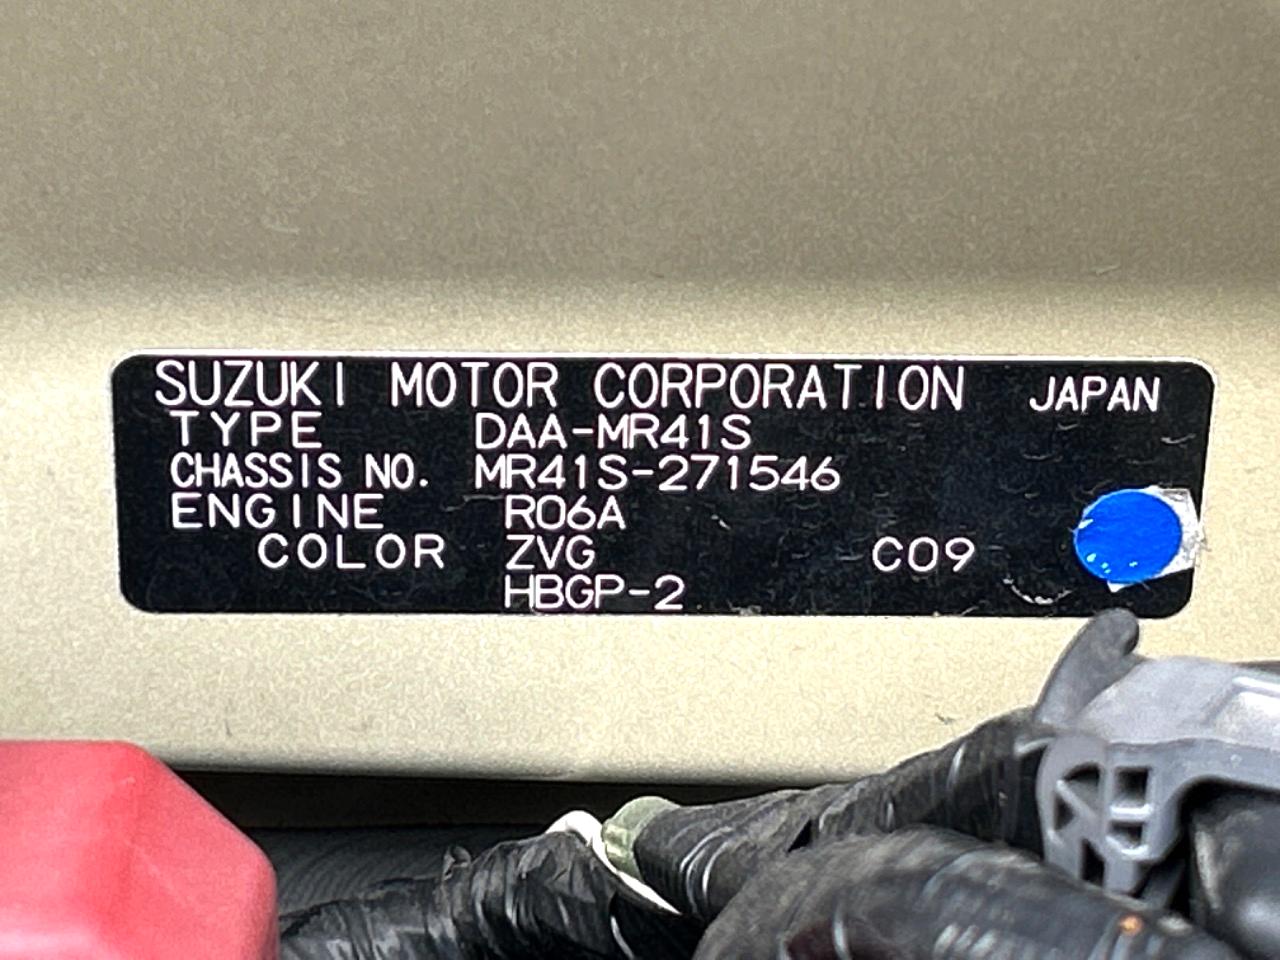 SUZUKI MOTOR CORPORATION JAPAN
TYPE DAA-MR41S
CHASSIS NO. MR41S-271546
ENGINE R06A
COLOR ZVG C09
HBGP-2